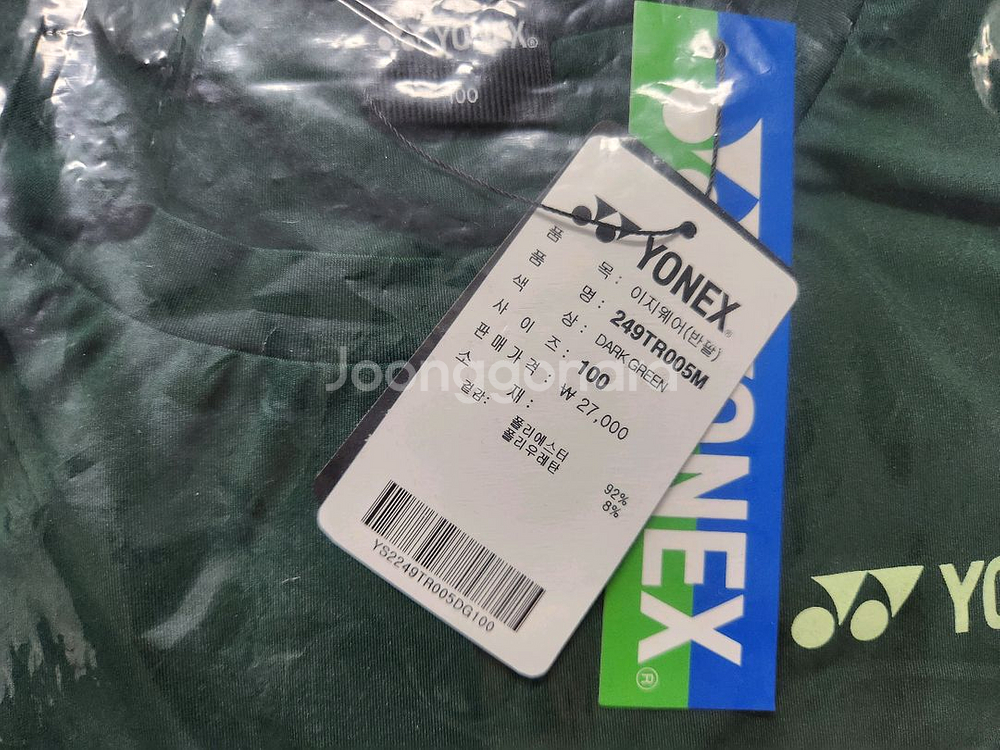 YONEX®
100
YONEX®
품 목 : 이지웨어(반팔)
품 명 : 249TR005M
색 상 : DARK GREEN
사 이 즈 : 100
판 매 가 격 : ₩ 27,000
소 재 :
겉감: 폴리에스터 92%
폴리우레탄 8%
YS2249TR005DG100
YONEX®
YO
Joonggonara